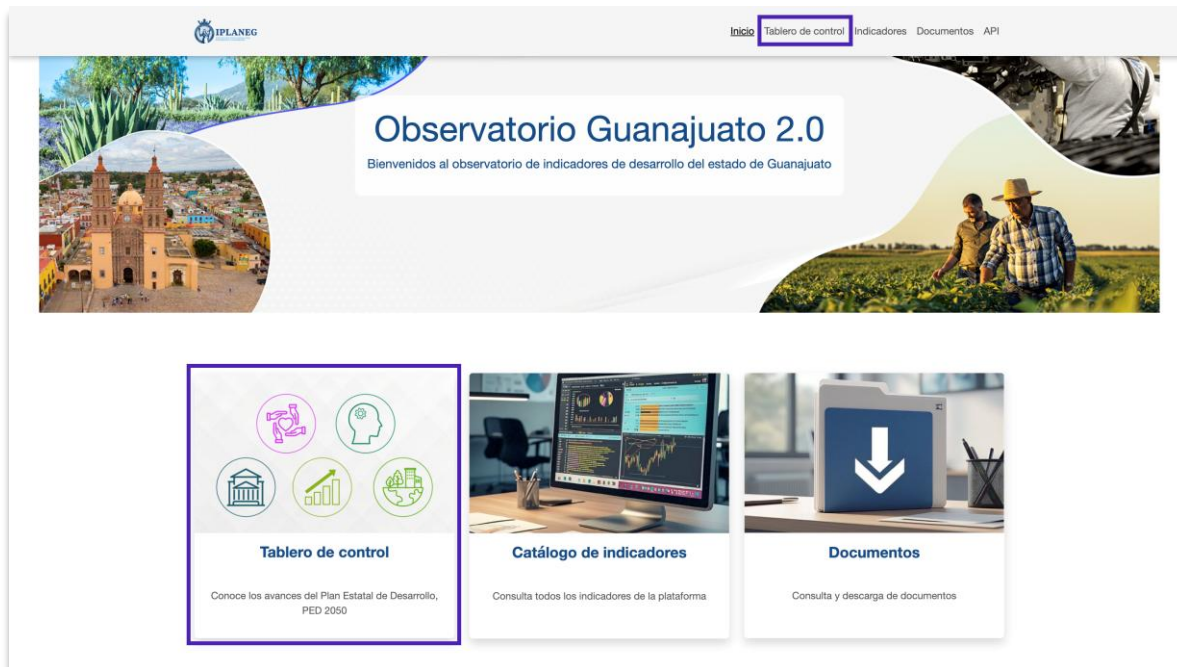 IPLANEG
Inicio Tablero de control Indicadores Documentos API
Observatorio Guanajuato 2.0
Bienvenidos al observatorio de indicadores de desarrollo del estado de Guanajuato
Tablero de control
Conoce los avances del Plan Estatal de Desarrollo,
PED 2050
Catálogo de indicadores
Consulta todos los indicadores de la plataforma
Documentos
Consulta y descarga de documentos